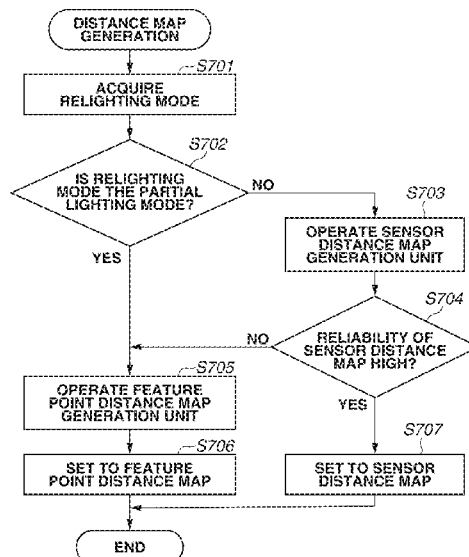 DISTANCE MAP
GENERATION
S701
ACQUIRE
RELIGHTING MODE
S702
IS RELIGHTING
MODE THE PARTIAL
LIGHTING MODE?
NO
YES
S703
OPERATE SENSOR
DISTANCE MAP
GENERATION UNIT
S704
RELIABILITY OF
SENSOR DISTANCE
MAP HIGH?
NO
YES
S705
OPERATE FEATURE
POINT DISTANCE MAP
GENERATION UNIT
S706
SET TO FEATURE
POINT DISTANCE MAP
S707
SET TO SENSOR
DISTANCE MAP
END